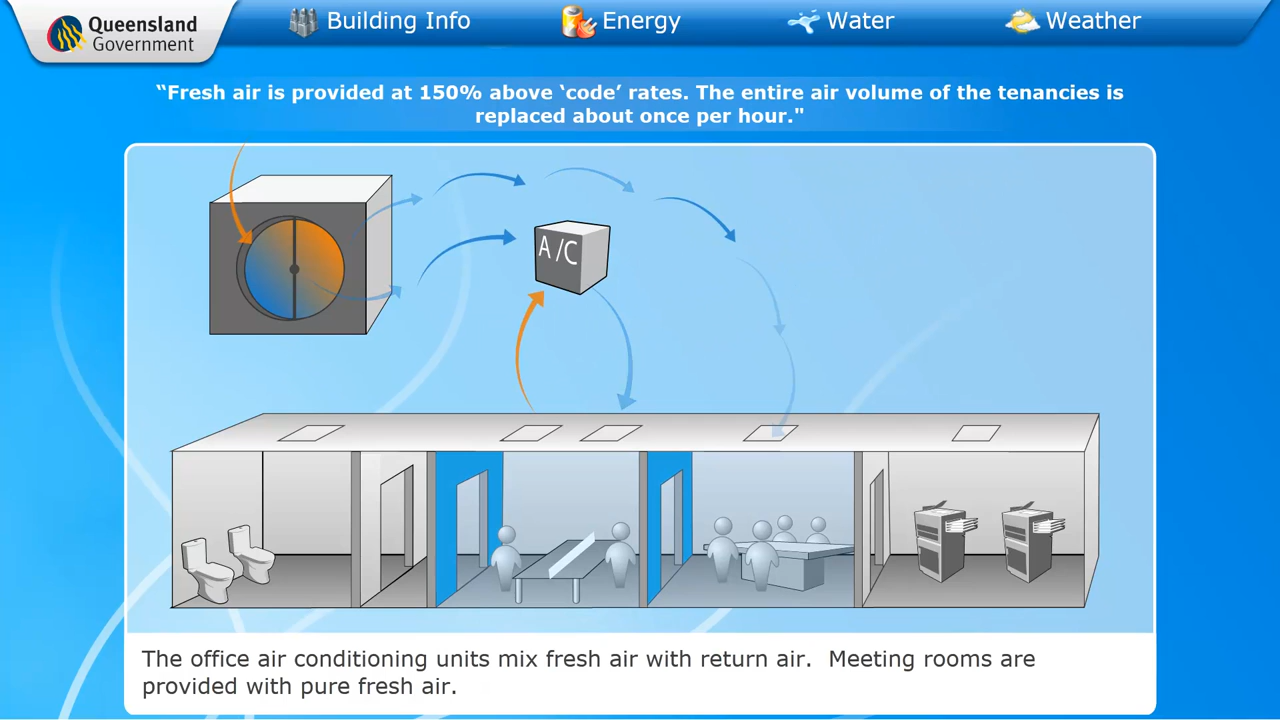 Queensland
Government
Building Info
Energy
Water
Weather
“Fresh air is provided at 150% above ‘code’ rates. The entire air volume of the tenancies is
replaced about once per hour."
A /C
The office air conditioning units mix fresh air with return air.  Meeting rooms are
provided with pure fresh air.